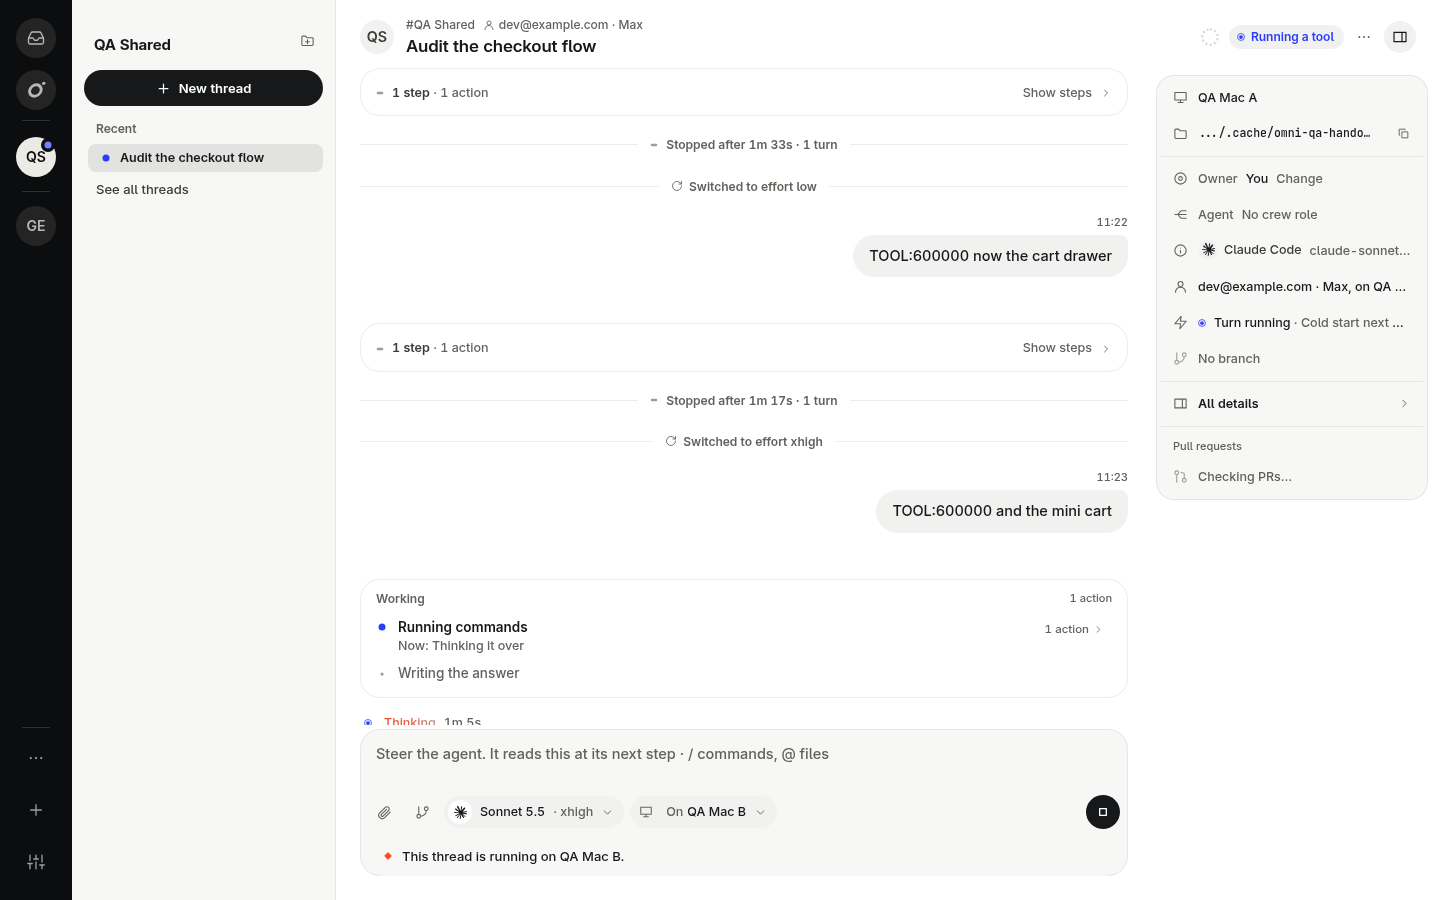 QS
GE
QA Shared
New thread
Recent
Audit the checkout flow
See all threads
QS
#QA Shared dev@example.com · Max
Audit the checkout flow
Running a tool
1 step · 1 action Show steps
Stopped after 1m 33s · 1 turn
Switched to effort low
11:22
TOOL:600000 now the cart drawer
1 step · 1 action Show steps
Stopped after 1m 17s · 1 turn
Switched to effort xhigh
11:23
TOOL:600000 and the mini cart
Working 1 action
Running commands 1 action
Now: Thinking it over
Writing the answer
Thinking 1m 5s
Steer the agent. It reads this at its next step · / commands, @ files
Sonnet 5.5 · xhigh On QA Mac B
This thread is running on QA Mac B.
QA Mac A
.../.cache/omni-qa-hando...
Owner You Change
Agent No crew role
Claude Code claude-sonnet...
dev@example.com · Max, on QA ...
Turn running · Cold start next ...
No branch
All details
Pull requests
Checking PRs...